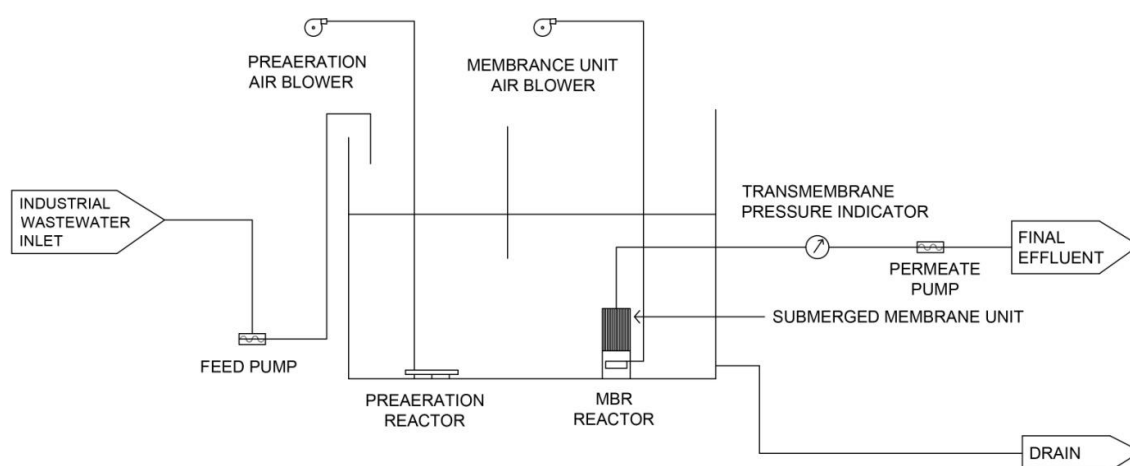 PREAERATION
AIR BLOWER
MEMBRANCE UNIT
AIR BLOWER
INDUSTRIAL
WASTEWATER
INLET
TRANSMEMBRANE
PRESSURE INDICATOR
FINAL
EFFLUENT
PERMEATE
PUMP
SUBMERGED MEMBRANE UNIT
FEED PUMP
PREAERATION
REACTOR
MBR
REACTOR
DRAIN